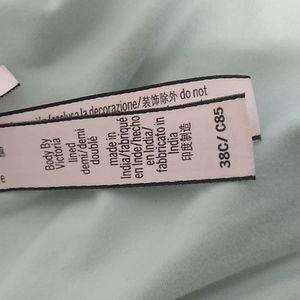 la decorazione/装饰除外 do not
Body By
Victoria
lined
demi/demi
doublé
made in
India/fabriqué
en Inde/hecho
en India/
fabbricato in
India
印度制造
38C/ C85